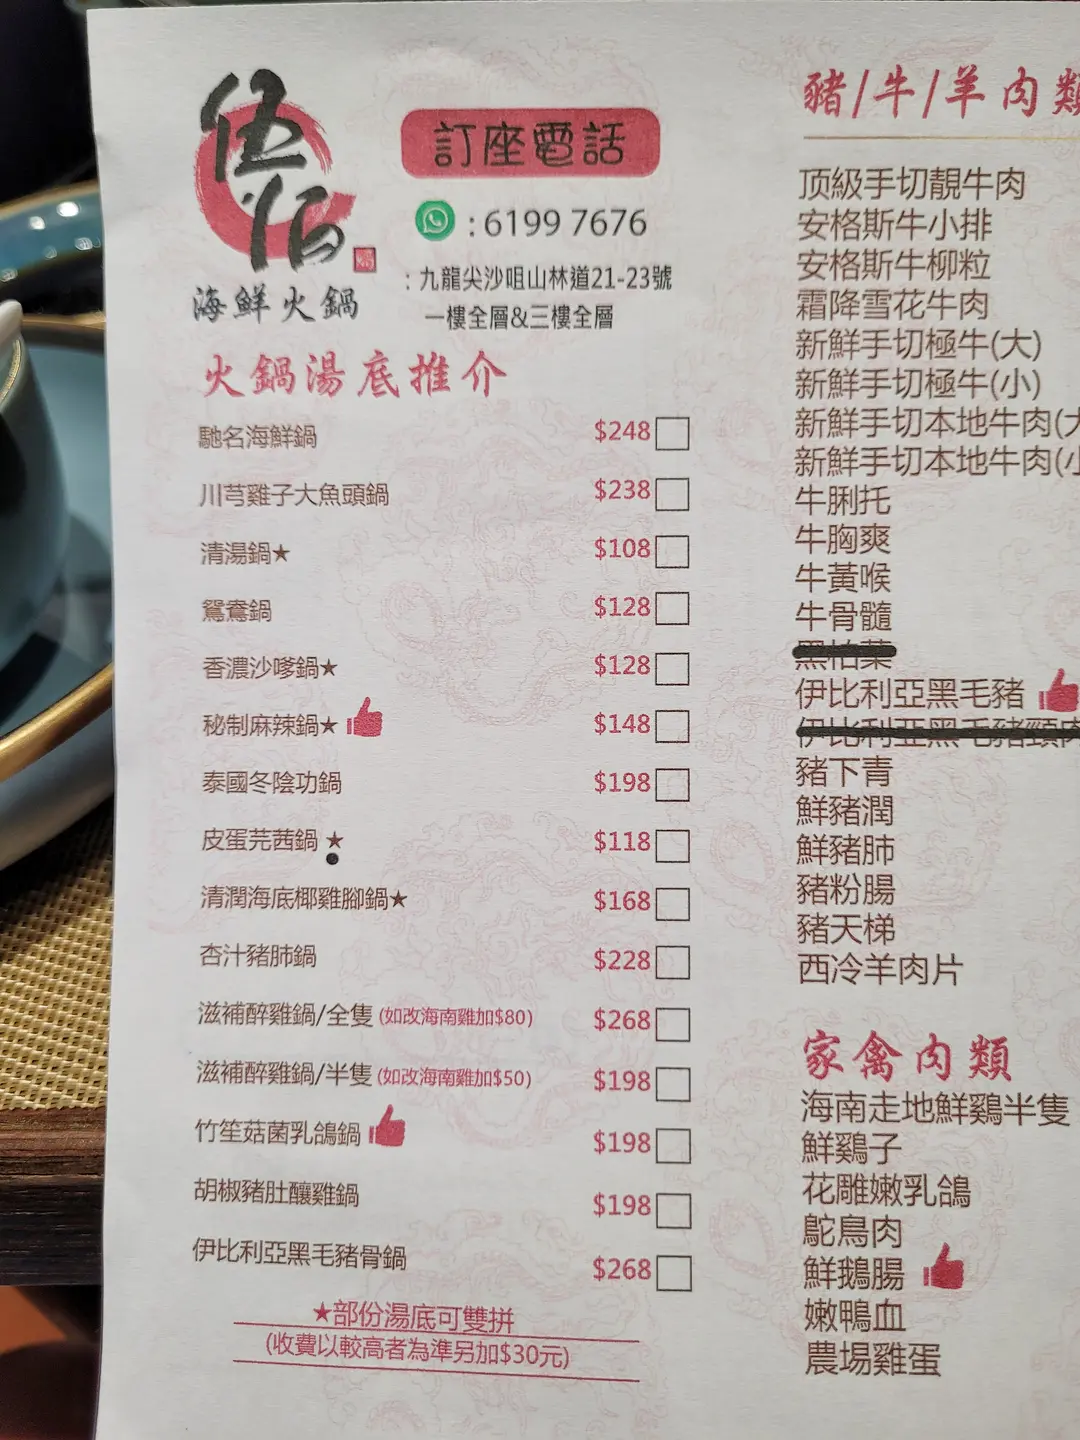 伍佰
海鮮火鍋
訂座電話
: 6199 7676
: 九龍尖沙咀山林道21-23號
一樓全層&三樓全層
火鍋湯底推介
馳名海鮮鍋 $248
川芎雞子大魚頭鍋 $238
清湯鍋★ $108
鴛鴦鍋 $128
香濃沙嗲鍋★ $128
秘制麻辣鍋★ $148
泰國冬陰功鍋 $198
皮蛋芫茜鍋 ★ $118
清潤海底椰雞腳鍋★ $168
杏汁豬肺鍋 $228
滋補醉雞鍋/全隻 (如改海南雞加$80) $268
滋補醉雞鍋/半隻 (如改海南雞加$50) $198
竹笙菇菌乳鴿鍋 $198
胡椒豬肚釀雞鍋 $198
伊比利亞黑毛豬骨鍋 $268
★部份湯底可雙拼
(收費以較高者為準另加$30元)
豬/牛/羊肉類
顶級手切靚牛肉
安格斯牛小排
安格斯牛柳粒
霜降雪花牛肉
新鮮手切極牛(大)
新鮮手切極牛(小)
新鮮手切本地牛肉(大
新鮮手切本地牛肉(小
牛脷托
牛胸爽
牛黃喉
牛骨髓
黑柏葉
伊比利亞黑毛豬
伊比利亞黑毛豬頸肉
豬下青
鮮豬潤
鮮豬肺
豬粉腸
豬天梯
西冷羊肉片
家禽肉類
海南走地鮮鷄半隻
鮮鷄子
花雕嫩乳鴿
鴕鳥肉
鮮鵝腸
嫩鴨血
農場雞蛋